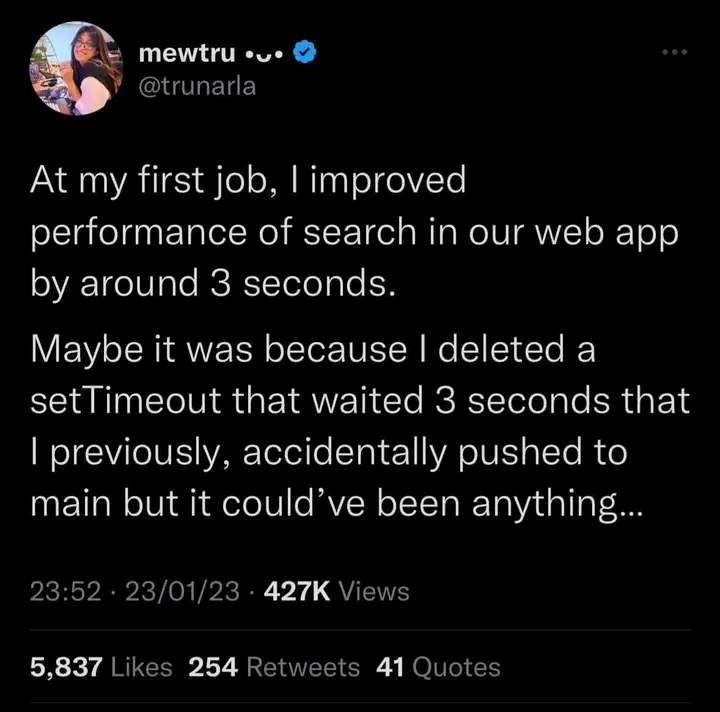 mewtru •ᴗ•
@trunarla
At my first job, I improved
performance of search in our web app
by around 3 seconds.
Maybe it was because I deleted a
setTimeout that waited 3 seconds that
I previously, accidentally pushed to
main but it could’ve been anything...
23:52 · 23/01/23 · 427K Views
5,837 Likes 254 Retweets 41 Quotes